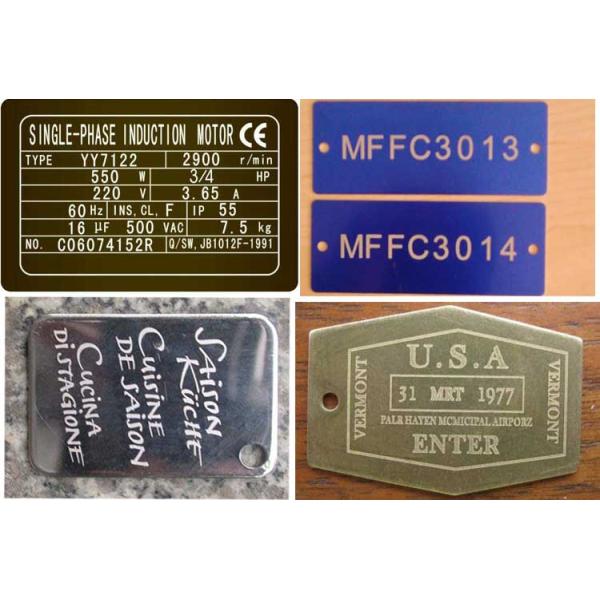 SINGLE-PHASE INDUCTION MOTOR CE
TYPE YY7122 2900 r/min
550 W 3/4 HP
220 V 3.65 A
60 Hz INS,CL, F IP 55
16 μF 500 VAC 7.5 kg
NO. C06074152R Q/SW,JB1012F-1991
MFFC3013
MFFC3014
SAISON
KÜCHE
CUISINE
DE SAISON
CUCINA
DI STAGIONE
U.S.A
VERMONT
31 MRT 1977
VERMONT
PALR HAYEN MCMICIPAL AIRPORZ
ENTER